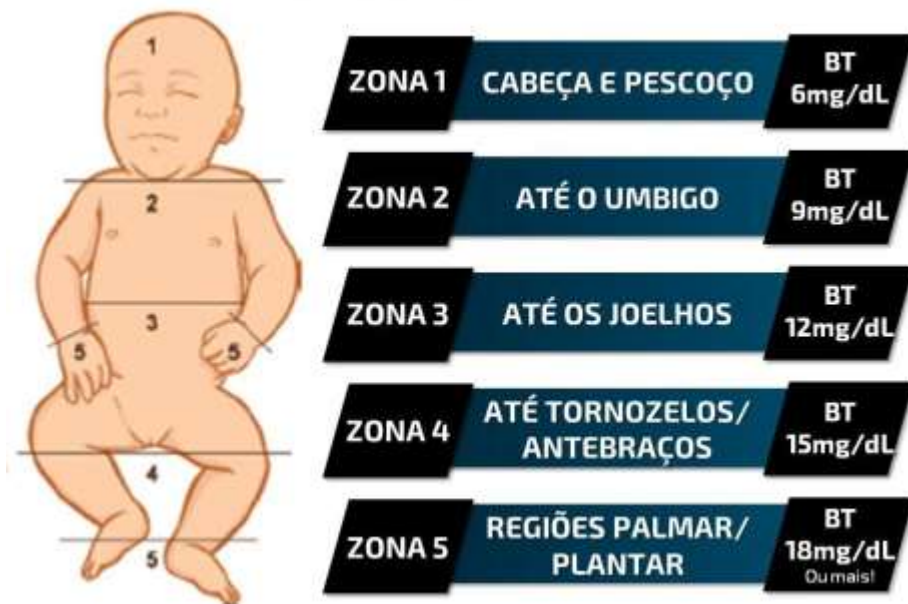 1
2
3
5
5
4
5
ZONA 1
CABEÇA E PESCOÇO
BT
6mg/dL
ZONA 2
ATÉ O UMBIGO
BT
9mg/dL
ZONA 3
ATÉ OS JOELHOS
BT
12mg/dL
ZONA 4
ATÉ TORNOZELOS/
ANTEBRAÇOS
BT
15mg/dL
ZONA 5
REGIÕES PALMAR/
PLANTAR
BT
18mg/dL
Ou mais!